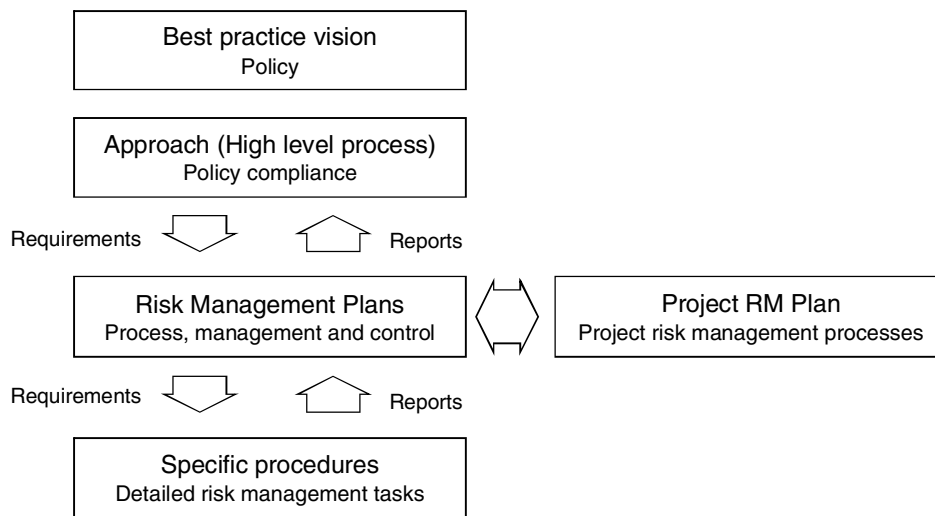 Best practice vision
Policy
Approach (High level process)
Policy compliance
Requirements
Reports
Risk Management Plans
Process, management and control
Project RM Plan
Project risk management processes
Requirements
Reports
Specific procedures
Detailed risk management tasks